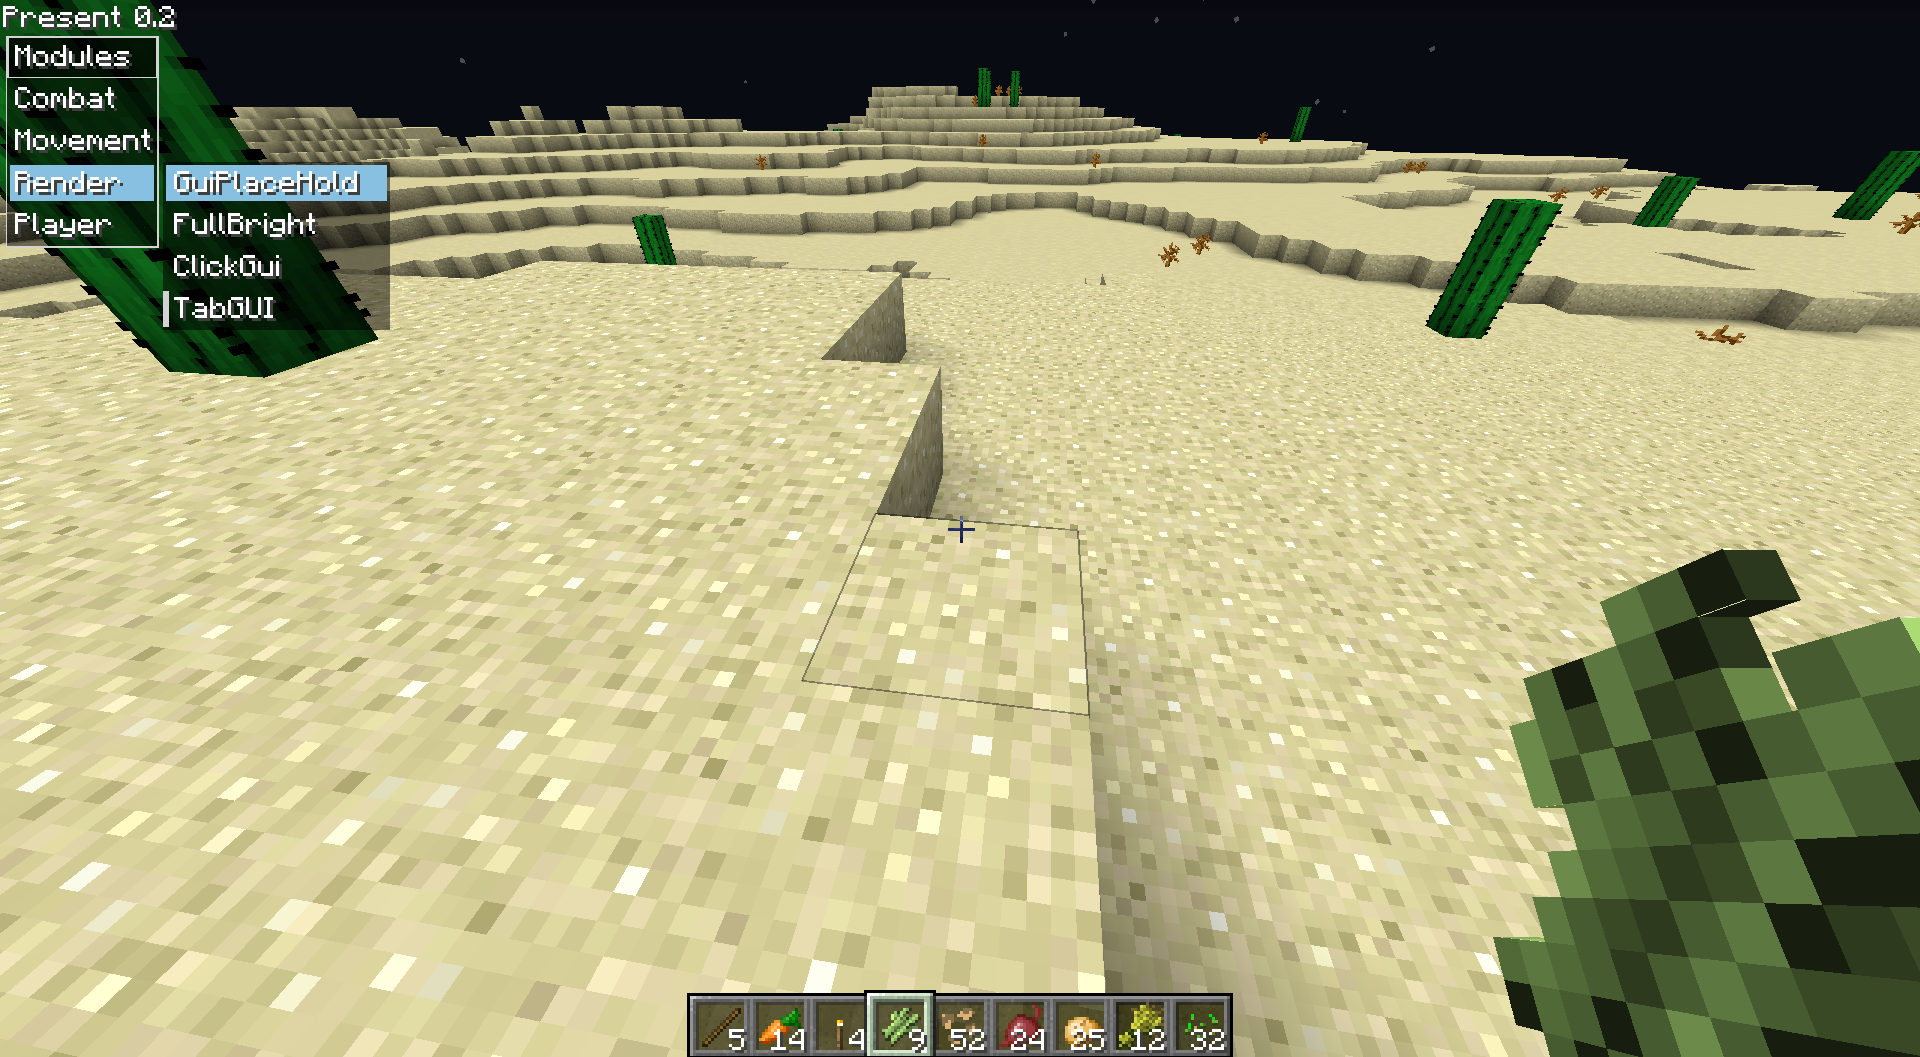 Present 0.2
Modules
Combat
Movement
Render GuiPlaceHold
Player FullBright
ClickGui
TabGUI
5 14 4 9 52 24 25 12 32